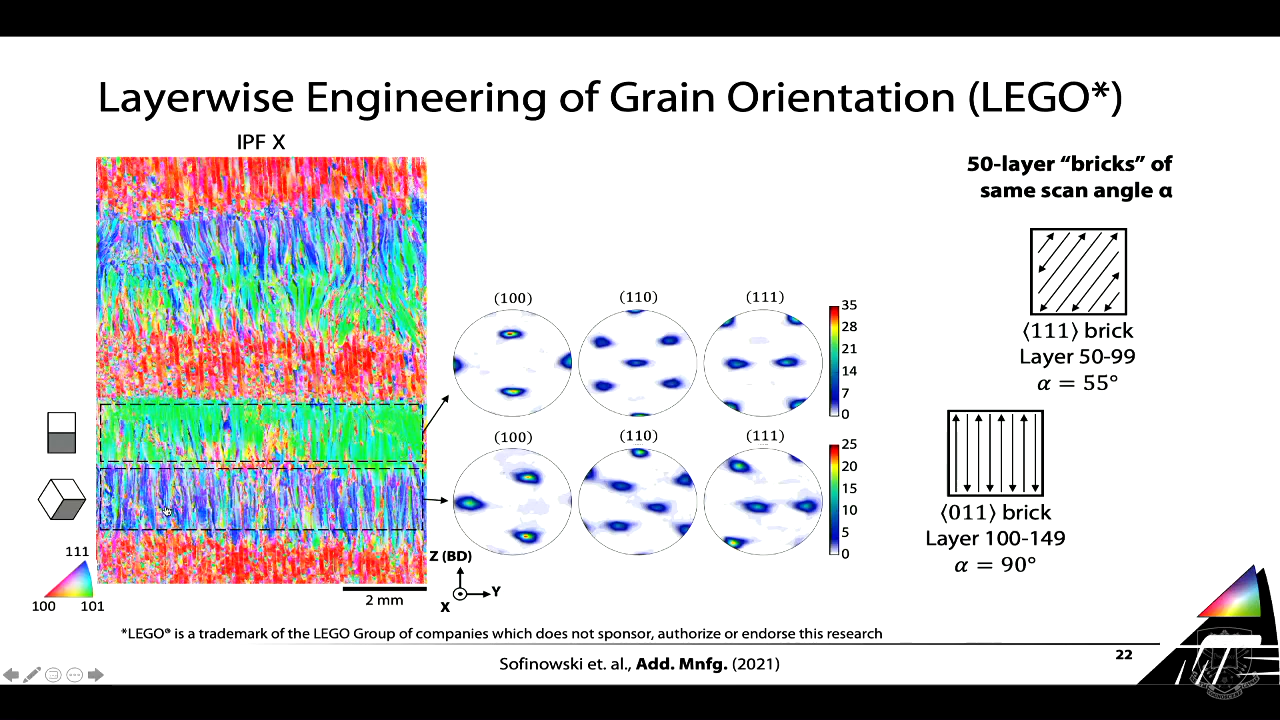 Layerwise Engineering of Grain Orientation (LEGO*)
IPF X
50-layer “bricks” of
same scan angle α
⟨111⟩ brick
Layer 50-99
α = 55°
⟨011⟩ brick
Layer 100-149
α = 90°
(100)
(110)
(111)
35
28
21
14
7
0
(100)
(110)
(111)
25
20
15
10
5
0
111
100
101
2 mm
Z (BD)
Y
X
*LEGO® is a trademark of the LEGO Group of companies which does not sponsor, authorize or endorse this research
Sofinowski et. al., Add. Mnfg. (2021)
22